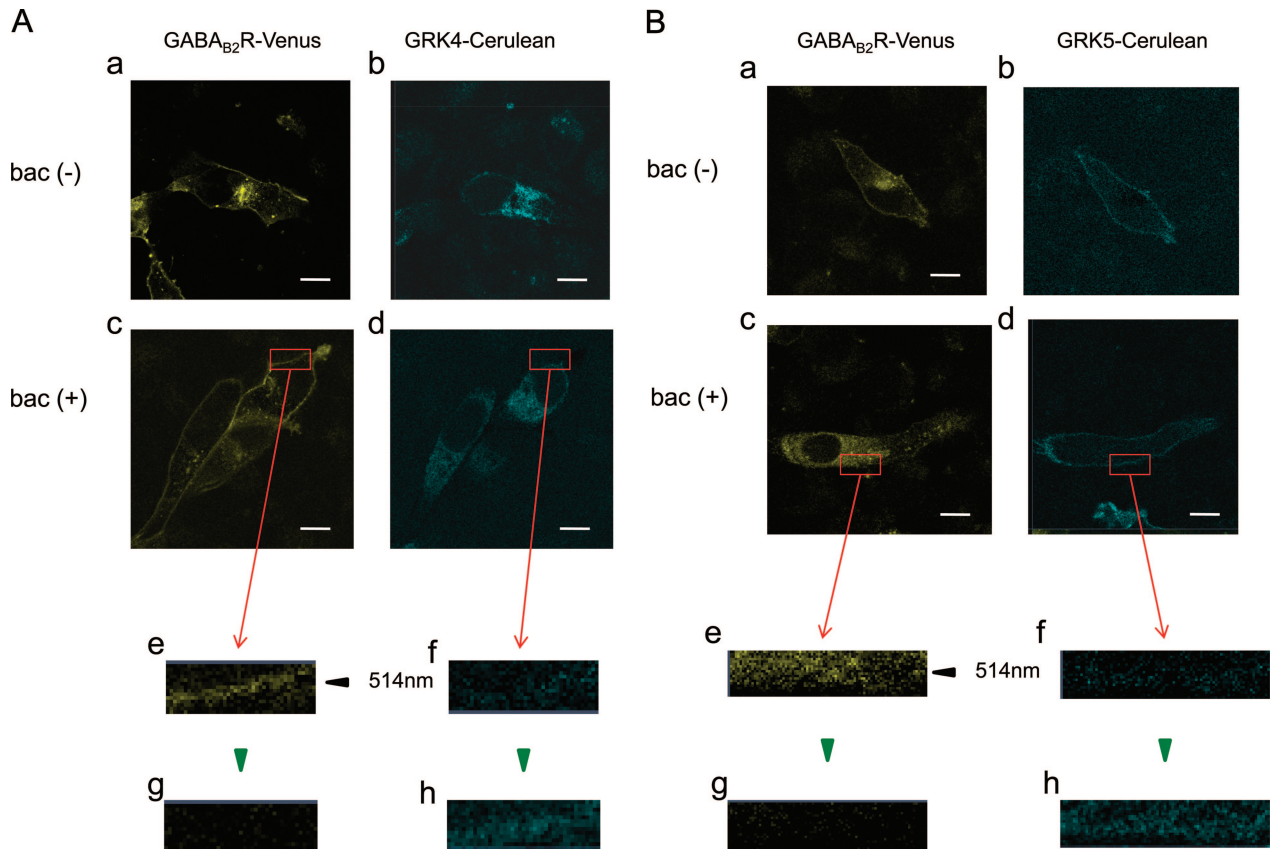 A
GABAB2R-Venus
GRK4-Cerulean
a
b
bac (-)
c
d
bac (+)
e
514nm
f
g
h
B
GABAB2R-Venus
GRK5-Cerulean
a
b
bac (-)
c
d
bac (+)
e
514nm
f
g
h